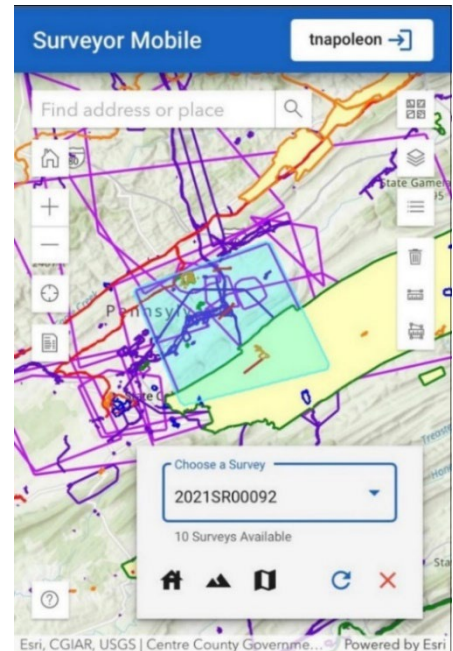 Surveyor Mobile
tnapoleon
Find address or place
State Game
Pennsylv
Choose a Survey
2021SR00092
10 Surveys Available
Esri, CGIAR, USGS | Centre County Governme... Powered by Esri